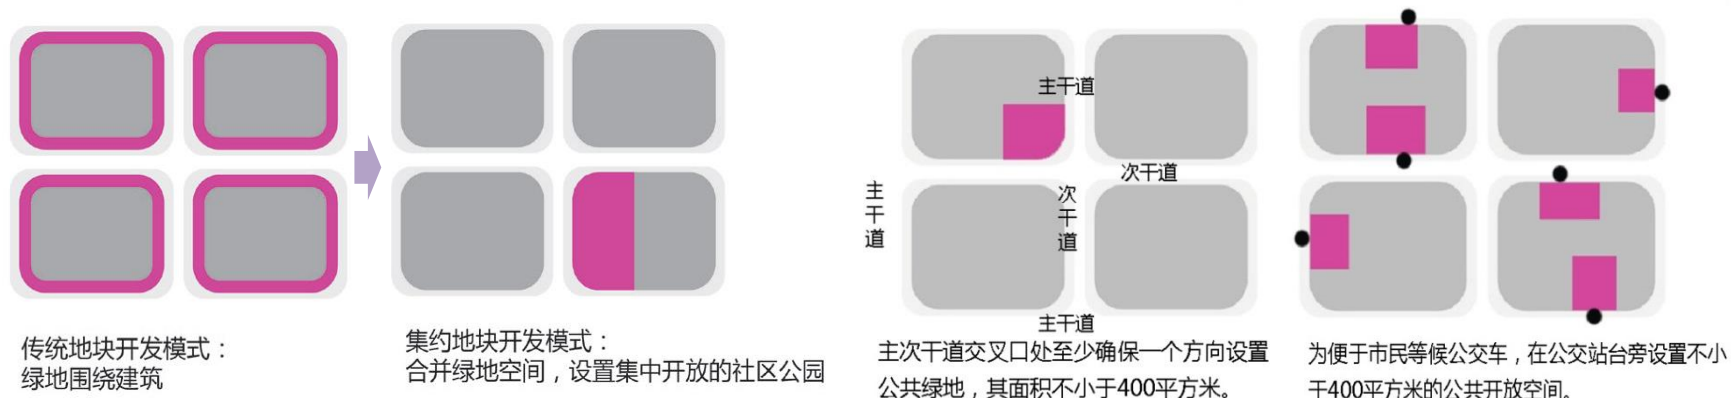 传统地块开发模式：
绿地围绕建筑
集约地块开发模式：
合并绿地空间，设置集中开放的社区公园
主干道
次干道
主干道
次干道
主干道
主次干道交叉口处至少确保一个方向设置
公共绿地，其面积不小于400平方米。
为便于市民等候公交车，在公交站台旁设置不小
于400平方米的公共开放空间。